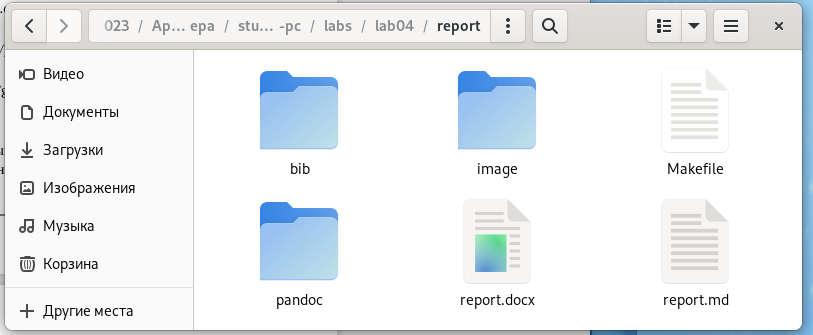 023 / Ар… ера / stu… -pc / labs / lab04 / report
Видео
Документы
Загрузки
Изображения
Музыка
Корзина
Другие места
bib
image
Makefile
pandoc
report.docx
report.md